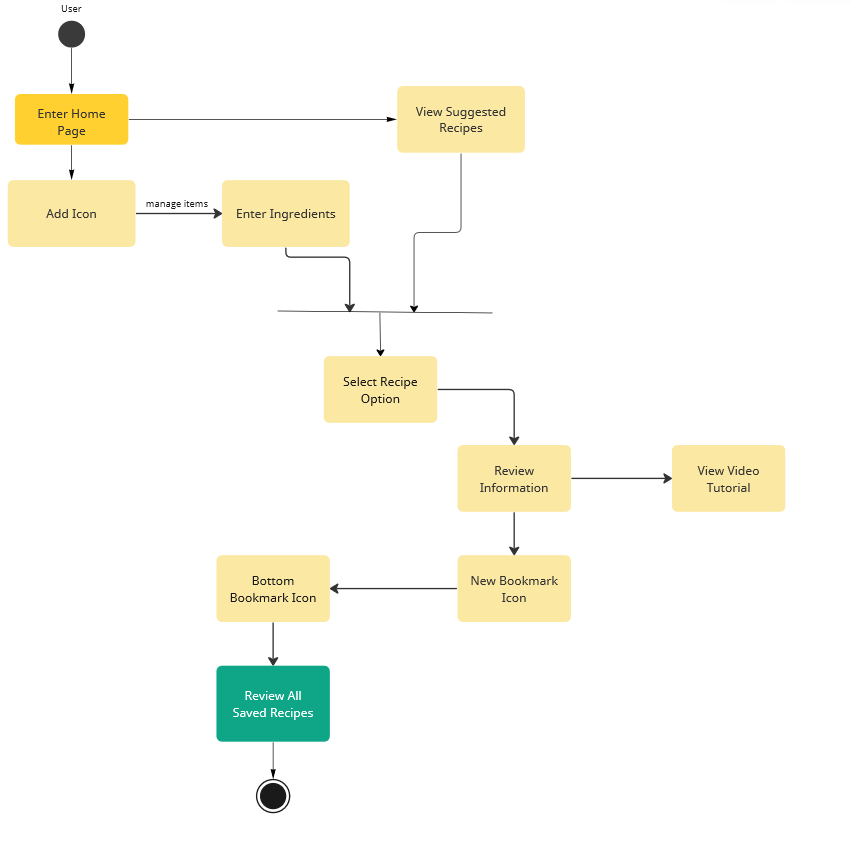 User
Enter Home
Page
View Suggested
Recipes
Add Icon
manage items
Enter Ingredients
Select Recipe
Option
Review
Information
View Video
Tutorial
Bottom
Bookmark Icon
New Bookmark
Icon
Review All
Saved Recipes